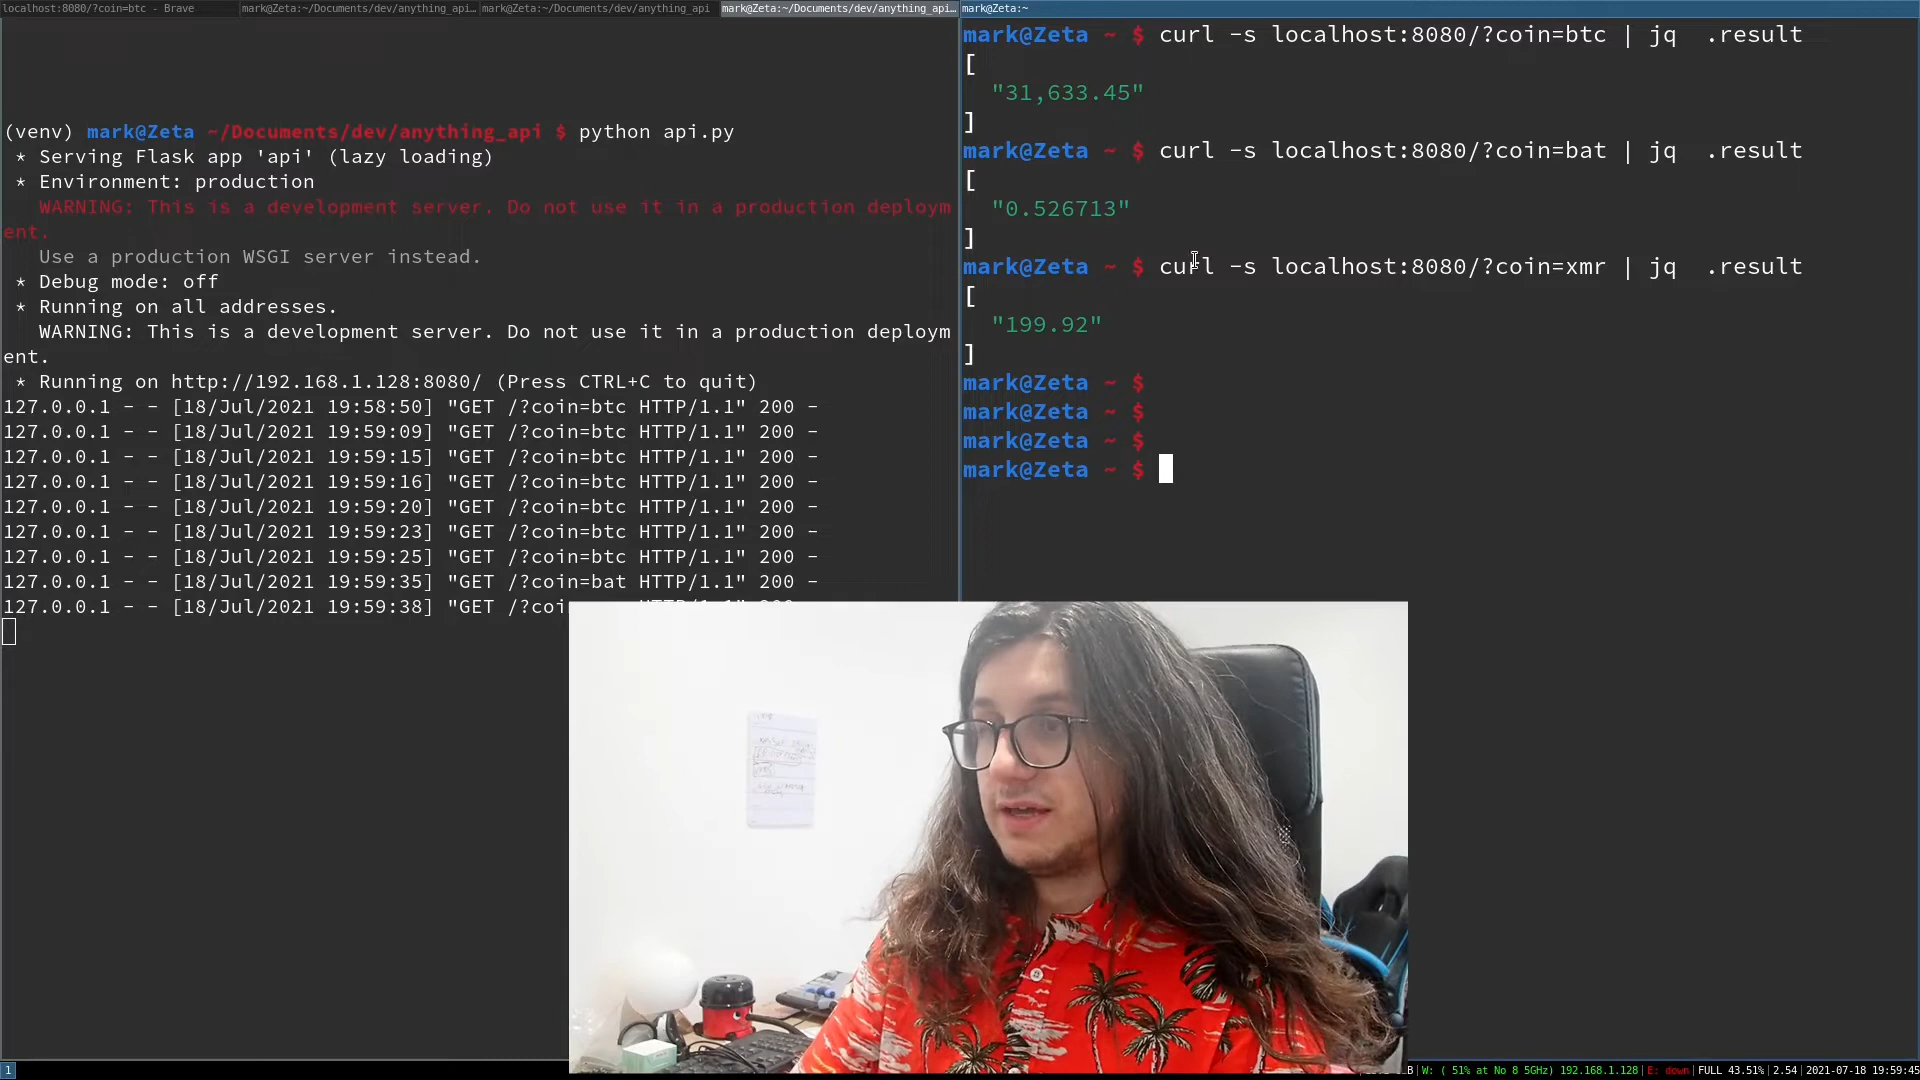 localhost:8080/?coin=btc - Brave
mark@Zeta:~/Documents/dev/anything_api...
mark@Zeta:~/Documents/dev/anything_api
mark@Zeta:~/Documents/dev/anything_api...
(venv) mark@Zeta ~/Documents/dev/anything_api $ python api.py
* Serving Flask app 'api' (lazy loading)
* Environment: production
WARNING: This is a development server. Do not use it in a production deploym
ent.
Use a production WSGI server instead.
* Debug mode: off
* Running on all addresses.
WARNING: This is a development server. Do not use it in a production deploym
ent.
* Running on http://192.168.1.128:8080/ (Press CTRL+C to quit)
127.0.0.1 - - [18/Jul/2021 19:58:50] "GET /?coin=btc HTTP/1.1" 200 -
127.0.0.1 - - [18/Jul/2021 19:59:09] "GET /?coin=btc HTTP/1.1" 200 -
127.0.0.1 - - [18/Jul/2021 19:59:15] "GET /?coin=btc HTTP/1.1" 200 -
127.0.0.1 - - [18/Jul/2021 19:59:16] "GET /?coin=btc HTTP/1.1" 200 -
127.0.0.1 - - [18/Jul/2021 19:59:20] "GET /?coin=btc HTTP/1.1" 200 -
127.0.0.1 - - [18/Jul/2021 19:59:23] "GET /?coin=btc HTTP/1.1" 200 -
127.0.0.1 - - [18/Jul/2021 19:59:25] "GET /?coin=btc HTTP/1.1" 200 -
127.0.0.1 - - [18/Jul/2021 19:59:35] "GET /?coin=bat HTTP/1.1" 200 -
127.0.0.1 - - [18/Jul/2021 19:59:38] "GET /?coi
mark@Zeta:~
mark@Zeta ~ $ curl -s localhost:8080/?coin=btc | jq  .result
[
"31,633.45"
]
mark@Zeta ~ $ curl -s localhost:8080/?coin=bat | jq  .result
[
"0.526713"
]
mark@Zeta ~ $ curl -s localhost:8080/?coin=xmr | jq  .result
[
"199.92"
]
mark@Zeta ~ $
mark@Zeta ~ $
mark@Zeta ~ $
mark@Zeta ~ $
1
W: ( 51% at No 8 5GHz) 192.168.1.128 | E: down | FULL 43.51% | 2.54 | 2021-07-18 19:59:45